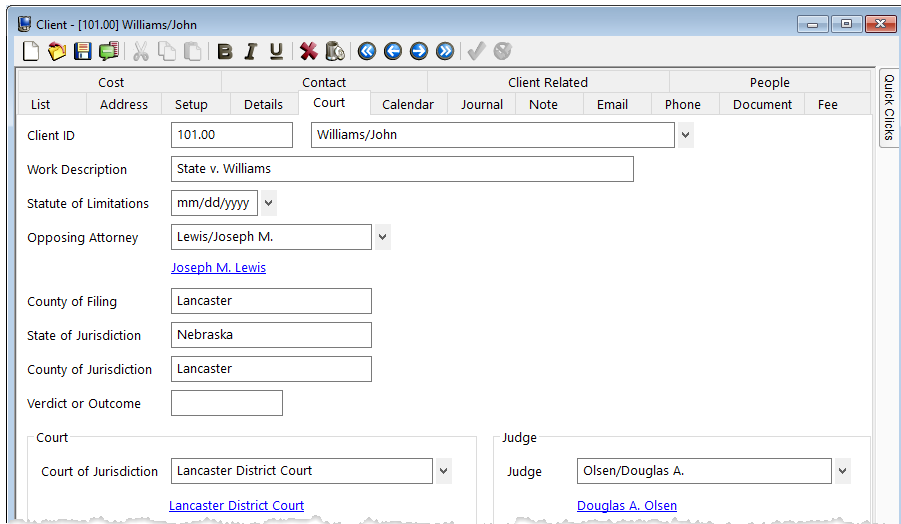 Client - [101.00] Williams/John
B I U
Cost Contact Client Related People
List Address Setup Details Court Calendar Journal Note Email Phone Document Fee
Quick Clicks
Client ID 101.00 Williams/John
Work Description State v. Williams
Statute of Limitations mm/dd/yyyy
Opposing Attorney Lewis/Joseph M.
Joseph M. Lewis
County of Filing Lancaster
State of Jurisdiction Nebraska
County of Jurisdiction Lancaster
Verdict or Outcome
Court Judge
Court of Jurisdiction Lancaster District Court Judge Olsen/Douglas A.
Lancaster District Court Douglas A. Olsen